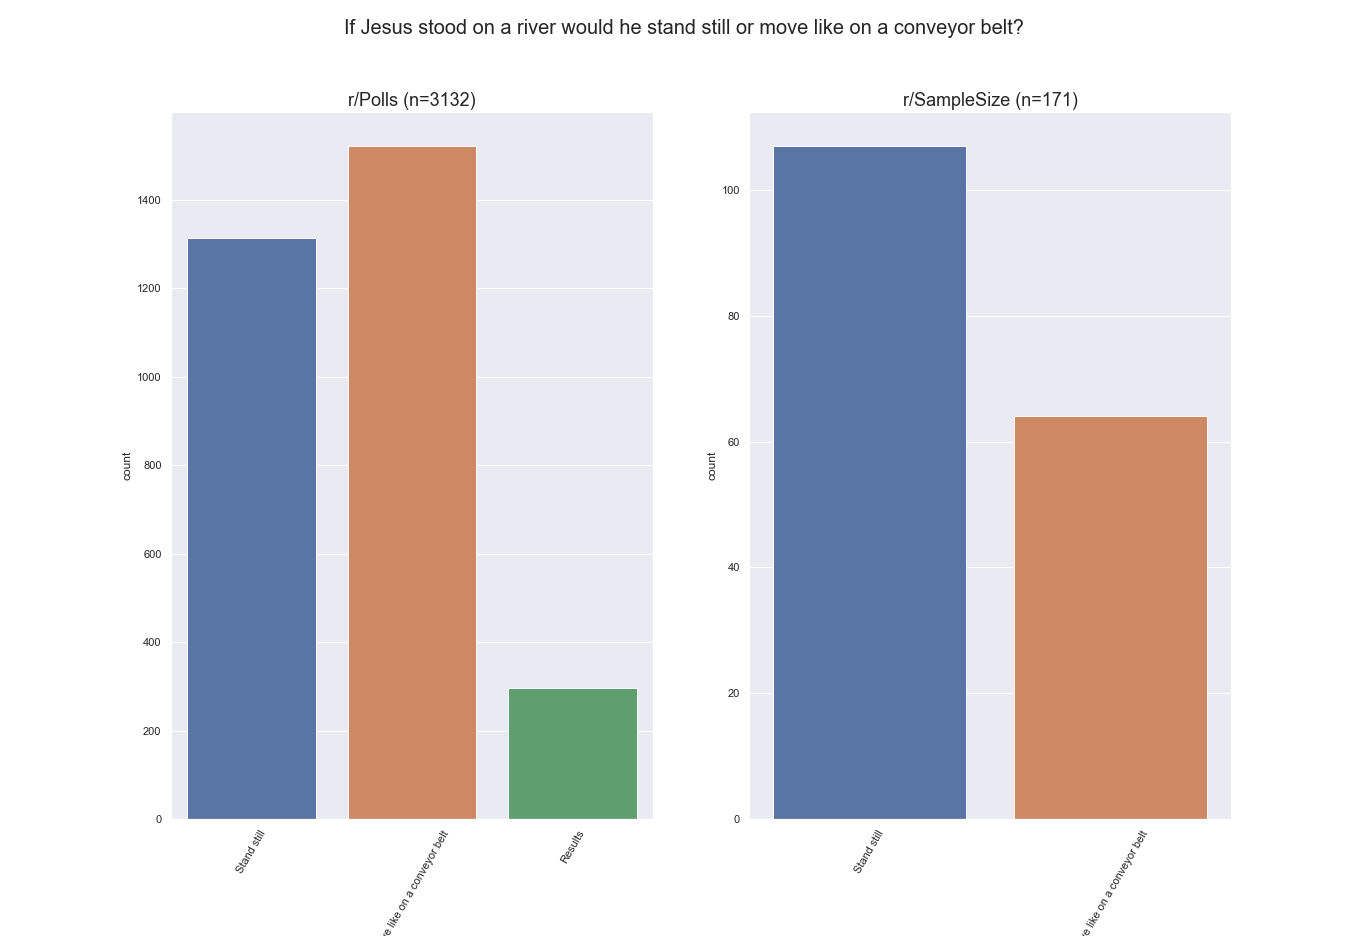 If Jesus stood on a river would he stand still or move like on a conveyor belt?
r/Polls (n=3132)
1400
1200
1000
800
600
400
200
0
count
Stand still
like on a conveyor belt
Results
r/SampleSize (n=171)
100
80
60
40
20
0
count
Stand still
like on a conveyor belt